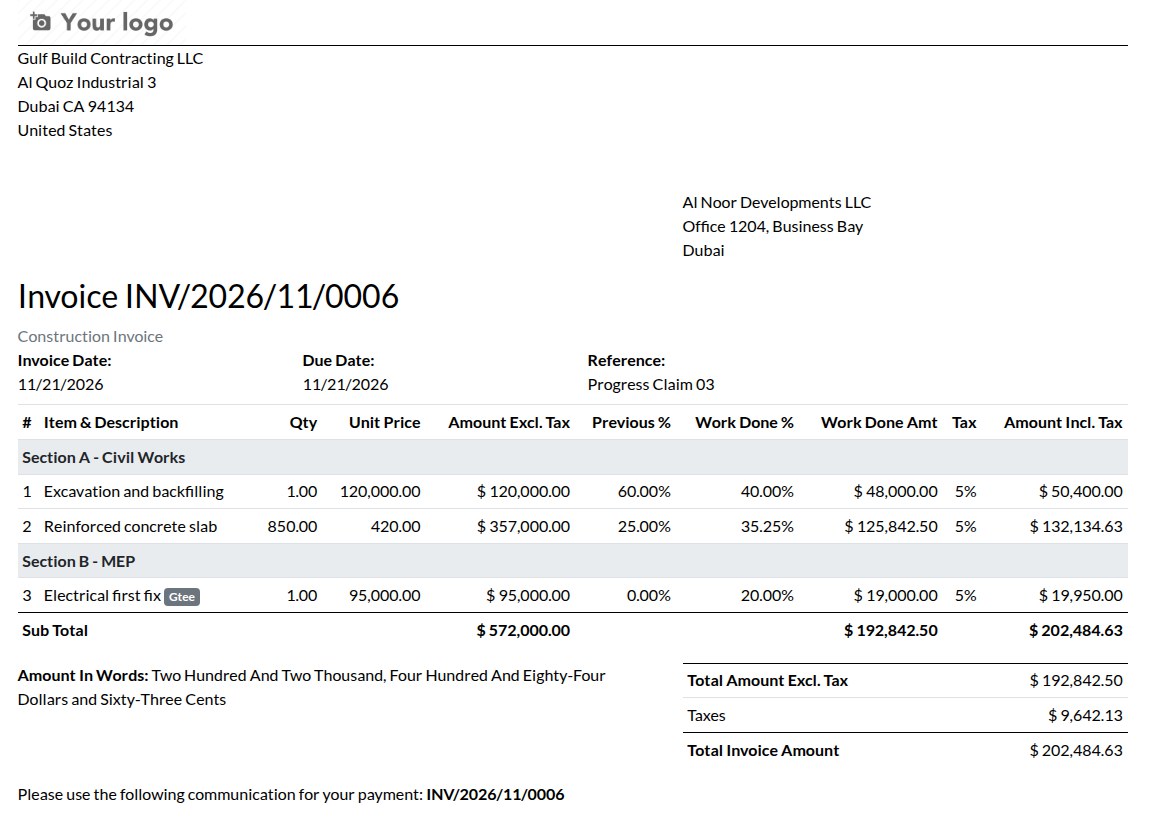 Your logo
Gulf Build Contracting LLC
Al Quoz Industrial 3
Dubai CA 94134
United States
Al Noor Developments LLC
Office 1204, Business Bay
Dubai
Invoice INV/2026/11/0006
Construction Invoice
Invoice Date: Due Date: Reference:
11/21/2026 11/21/2026 Progress Claim 03
# Item & Description Qty Unit Price Amount Excl. Tax Previous % Work Done % Work Done Amt Tax Amount Incl. Tax
Section A - Civil Works
1 Excavation and backfilling 1.00 120,000.00 $ 120,000.00 60.00% 40.00% $ 48,000.00 5% $ 50,400.00
2 Reinforced concrete slab 850.00 420.00 $ 357,000.00 25.00% 35.25% $ 125,842.50 5% $ 132,134.63
Section B - MEP
3 Electrical first fix Gtee 1.00 95,000.00 $ 95,000.00 0.00% 20.00% $ 19,000.00 5% $ 19,950.00
Sub Total $ 572,000.00 $ 192,842.50 $ 202,484.63
Amount In Words: Two Hundred And Two Thousand, Four Hundred And Eighty-Four
Dollars and Sixty-Three Cents
Total Amount Excl. Tax $ 192,842.50
Taxes $ 9,642.13
Total Invoice Amount $ 202,484.63
Please use the following communication for your payment: INV/2026/11/0006